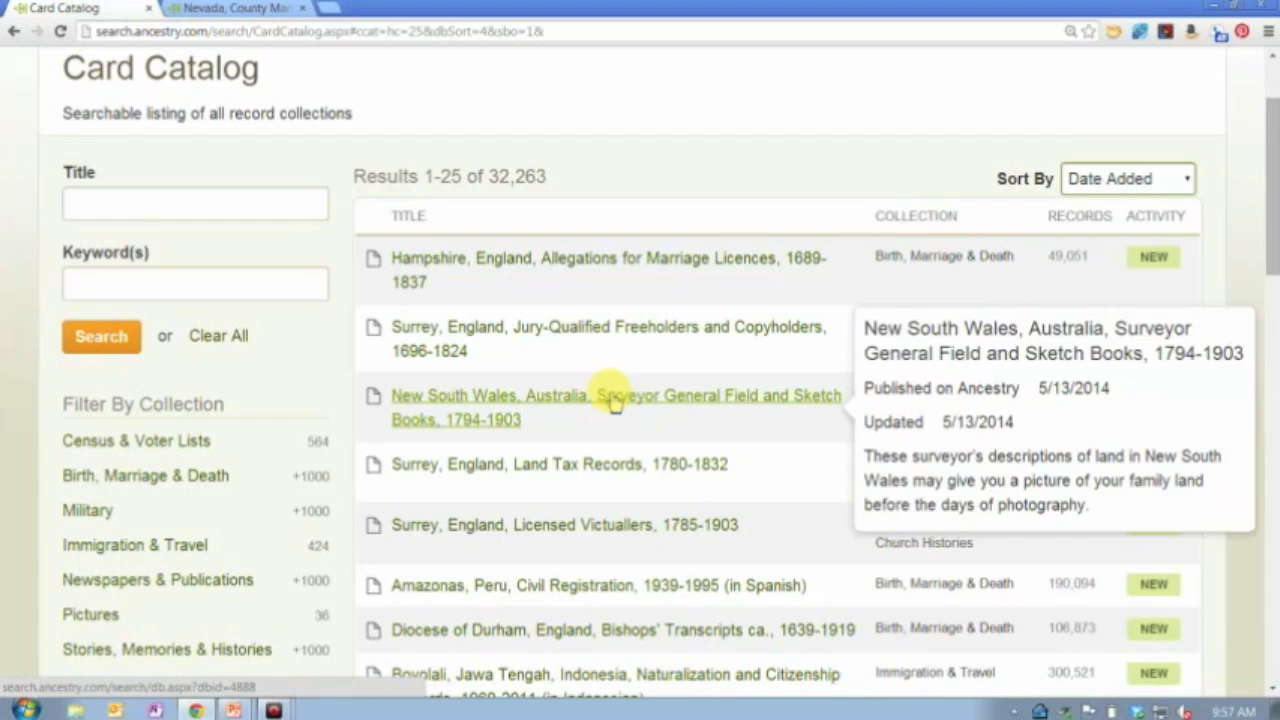 Card Catalog
Nevada, County Mar
search.ancestry.com/search/CardCatalog.aspx#ccat=hc=25&dbSort=4&sbo=1&
Card Catalog
Searchable listing of all record collections
Title
Results 1-25 of 32,263
Sort By Date Added
TITLE COLLECTION RECORDS ACTIVITY
Keyword(s)
Hampshire, England, Allegations for Marriage Licences, 1689-
1837
Birth, Marriage & Death 49,051 NEW
Surrey, England, Jury-Qualified Freeholders and Copyholders,
1696-1824
Search or Clear All
New South Wales, Australia, Surveyor General Field and Sketch
Books, 1794-1903
New South Wales, Australia, Surveyor
General Field and Sketch Books, 1794-1903
Published on Ancestry 5/13/2014
Updated 5/13/2014
These surveyor's descriptions of land in New South
Wales may give you a picture of your family land
before the days of photography.
Filter By Collection
Census & Voter Lists 564
Birth, Marriage & Death +1000
Military +1000
Immigration & Travel 424
Newspapers & Publications +1000
Pictures 36
Stories, Memories & Histories +1000
Surrey, England, Land Tax Records, 1780-1832
Surrey, England, Licensed Victuallers, 1785-1903
Church Histories
Amazonas, Peru, Civil Registration, 1939-1995 (in Spanish) Birth, Marriage & Death 190,094 NEW
Diocese of Durham, England, Bishops' Transcripts ca., 1639-1919 Birth, Marriage & Death 106,873 NEW
Boyolali, Jawa Tengah, Indonesia, Naturalization and Citizenship Immigration & Travel 300,521 NEW
search.ancestry.com/search/db.aspx?dbid=4888
9:57 AM